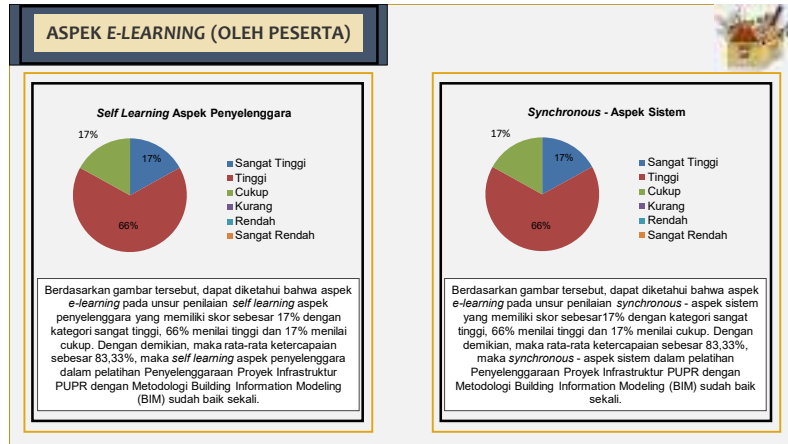 ASPEK E-LEARNING (OLEH PESERTA)
Self Learning Aspek Penyelenggara
17%
17%
66%
Sangat Tinggi
Tinggi
Cukup
Kurang
Rendah
Sangat Rendah
Berdasarkan gambar tersebut, dapat diketahui bahwa aspek
e-learning pada unsur penilaian self learning aspek
penyelenggara yang memiliki skor sebesar 17% dengan
kategori sangat tinggi, 66% menilai tinggi dan 17% menilai
cukup. Dengan demikian, maka rata-rata ketercapaian
sebesar 83,33%, maka self learning aspek penyelenggara
dalam pelatihan Penyelenggaraan Proyek Infrastruktur
PUPR dengan Metodologi Building Information Modeling
(BIM) sudah baik sekali.
Synchronous - Aspek Sistem
17%
17%
66%
Sangat Tinggi
Tinggi
Cukup
Kurang
Rendah
Sangat Rendah
Berdasarkan gambar tersebut, dapat diketahui bahwa aspek
e-learning pada unsur penilaian synchronous - aspek sistem
yang memiliki skor sebesar17% dengan kategori sangat
tinggi, 66% menilai tinggi dan 17% menilai cukup. Dengan
demikian, maka rata-rata ketercapaian sebesar 83,33%,
maka synchronous - aspek sistem dalam pelatihan
Penyelenggaraan Proyek Infrastruktur PUPR dengan
Metodologi Building Information Modeling (BIM) sudah baik
sekali.